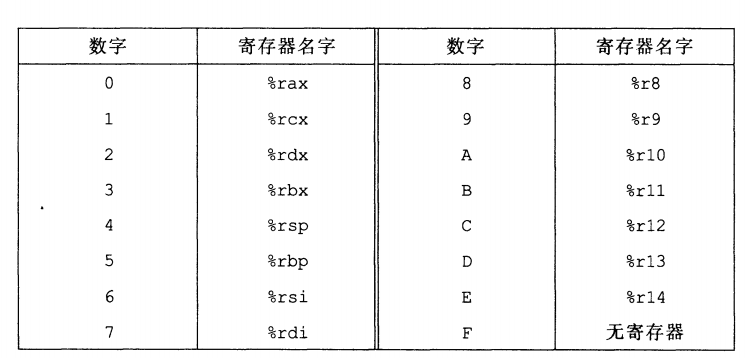 数字 寄存器名字 数字 寄存器名字
0 %rax 8 %r8
1 %rcx 9 %r9
2 %rdx A %r10
3 %rbx B %r11
4 %rsp C %r12
5 %rbp D %r13
6 %rsi E %r14
7 %rdi F 无寄存器